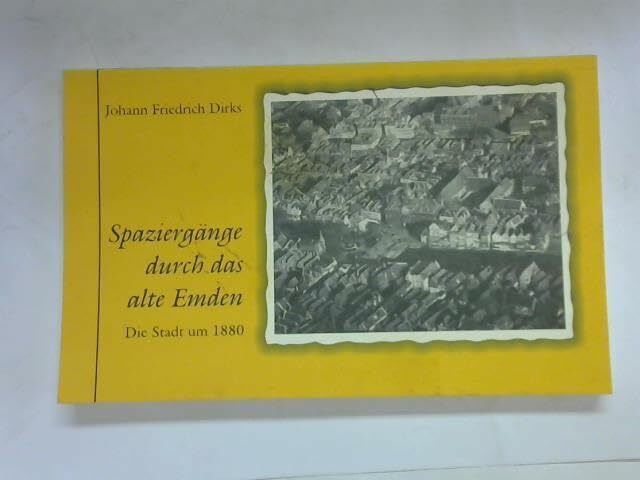 Johann Friedrich Dirks
Spaziergänge
durch das
alte Emden
Die Stadt um 1880